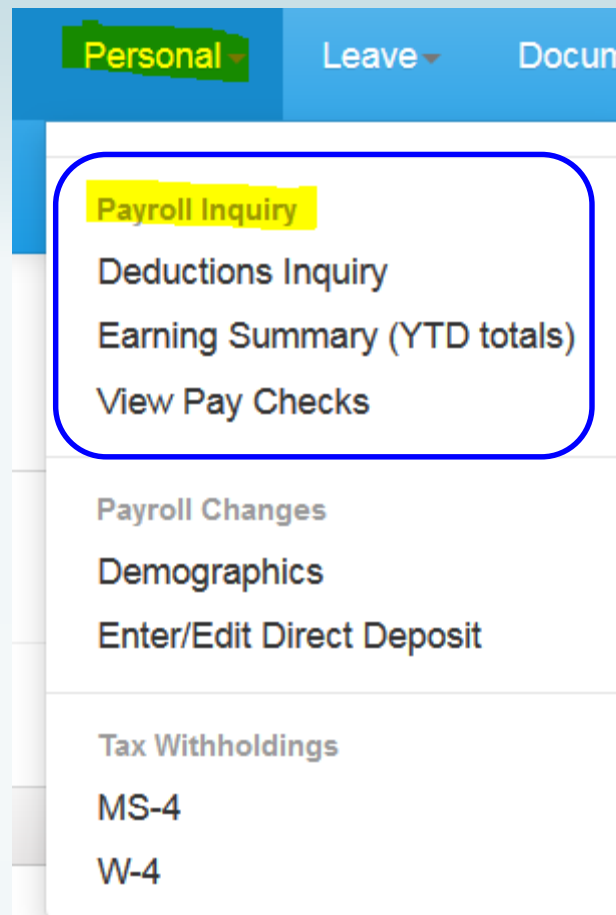 Personal Leave Docum
Payroll Inquiry
Deductions Inquiry
Earning Summary (YTD totals)
View Pay Checks
Payroll Changes
Demographics
Enter/Edit Direct Deposit
Tax Withholdings
MS-4
W-4